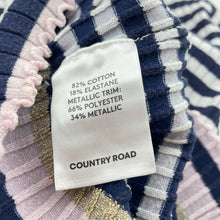 82% COTTON
18% ELASTANE
METALLIC TRIM:
66% POLYESTER
34% METALLIC
COUNTRY ROAD